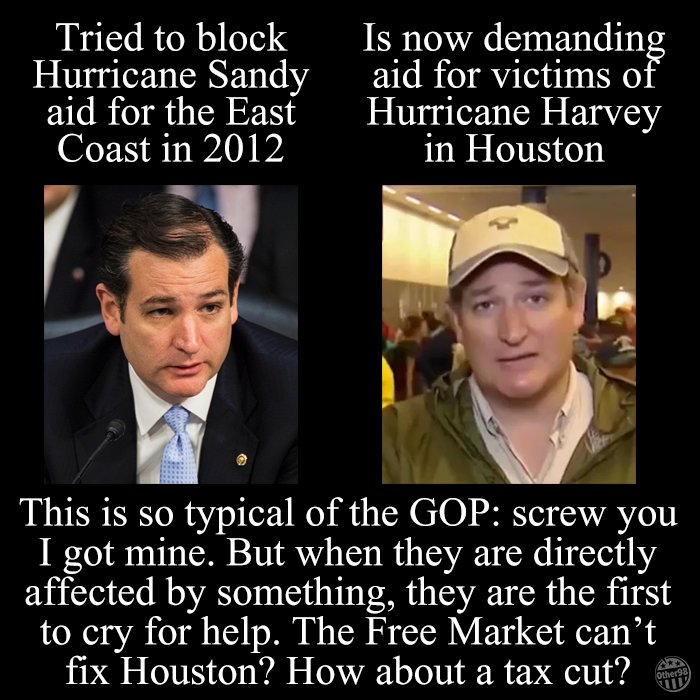 Tried to block
Hurricane Sandy
aid for the East
Coast in 2012
Is now demanding
aid for victims of
Hurricane Harvey
in Houston
This is so typical of the GOP: screw you
I got mine. But when they are directly
affected by something, they are the first
to cry for help. The Free Market can’t
fix Houston? How about a tax cut?
Other98